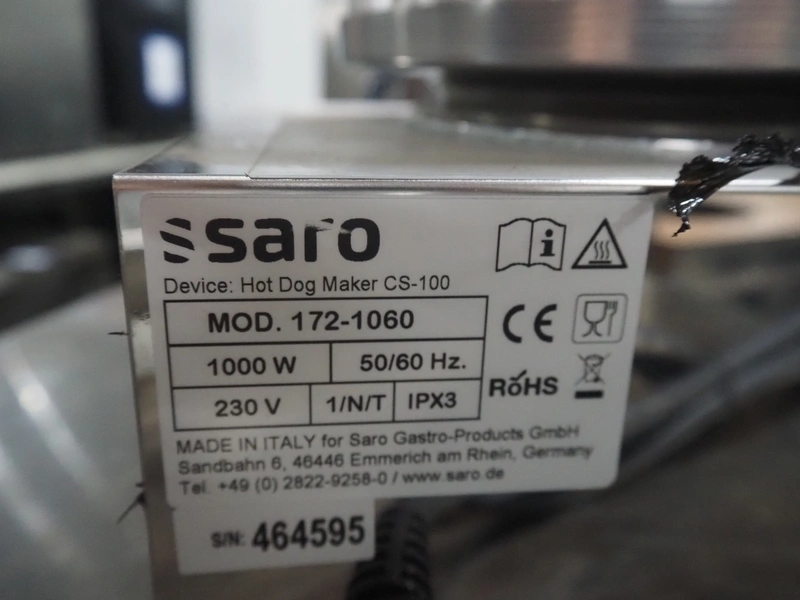 saro
Device: Hot Dog Maker CS-100
MOD. 172-1060
1000 W 50/60 Hz.
230 V 1/N/T IPX3
CE
RoHS
MADE IN ITALY for Saro Gastro-Products GmbH
Sandbahn 6, 46446 Emmerich am Rhein, Germany
Tel. +49 (0) 2822-9258-0 / www.saro.de
S/N: 464595